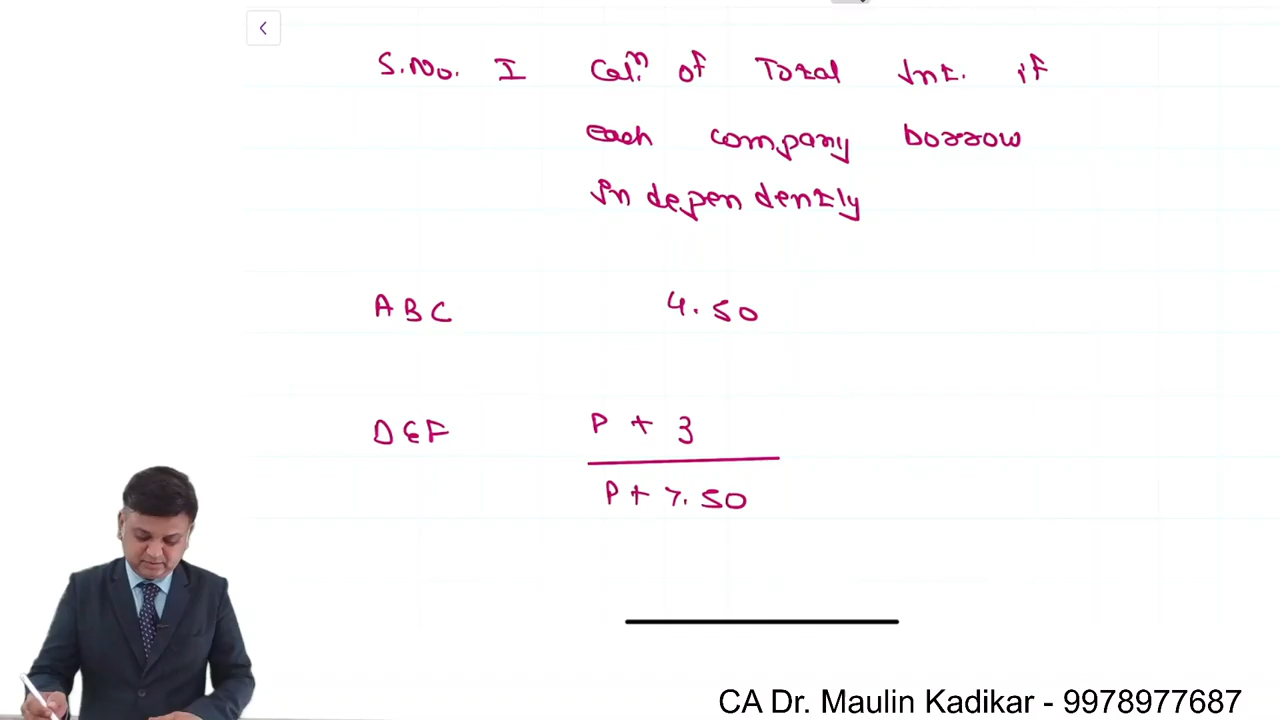 S.No. I Calⁿ. of Total Int. if
each company borrow
independently
ABC 4.50
DEF P + 3
P + 7.50
CA Dr. Maulin Kadikar - 9978977687